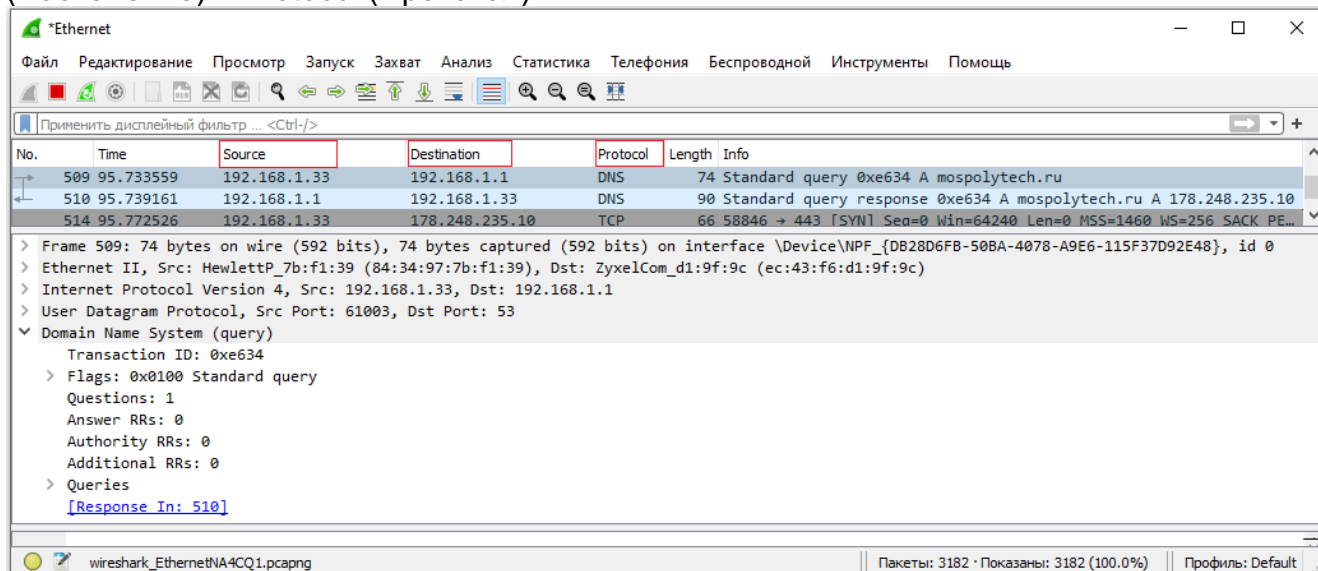 *Ethernet
Файл Редактирование Просмотр Запуск Захват Анализ Статистика Телефония Беспроводной Инструменты Помощь
Применить дисплейный фильтр ... <Ctrl-/>
No. Time Source Destination Protocol Length Info
509 95.733559 192.168.1.33 192.168.1.1 DNS 74 Standard query 0xe634 A mospolytech.ru
510 95.739161 192.168.1.1 192.168.1.33 DNS 90 Standard query response 0xe634 A mospolytech.ru A 178.248.235.10
514 95.772526 192.168.1.33 178.248.235.10 TCP 66 58846 → 443 [SYN] Seq=0 Win=64240 Len=0 MSS=1460 WS=256 SACK PE…
Frame 509: 74 bytes on wire (592 bits), 74 bytes captured (592 bits) on interface \Device\NPF_{DB28D6FB-50BA-4078-A9E6-115F37D92E48}, id 0
Ethernet II, Src: HewlettP_7b:f1:39 (84:34:97:7b:f1:39), Dst: ZyxelCom_d1:9f:9c (ec:43:f6:d1:9f:9c)
Internet Protocol Version 4, Src: 192.168.1.33, Dst: 192.168.1.1
User Datagram Protocol, Src Port: 61003, Dst Port: 53
Domain Name System (query)
Transaction ID: 0xe634
Flags: 0x0100 Standard query
Questions: 1
Answer RRs: 0
Authority RRs: 0
Additional RRs: 0
Queries
[Response In: 510]
wireshark_EthernetNA4CQ1.pcapng Пакеты: 3182 · Показаны: 3182 (100.0%) Профиль: Default